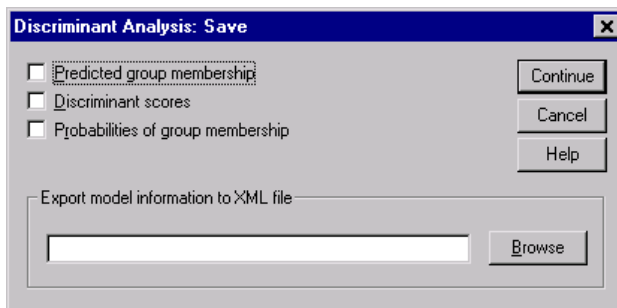 Discriminant Analysis: Save
Predicted group membership
Discriminant scores
Probabilities of group membership
Continue
Cancel
Help
Export model information to XML file
Browse